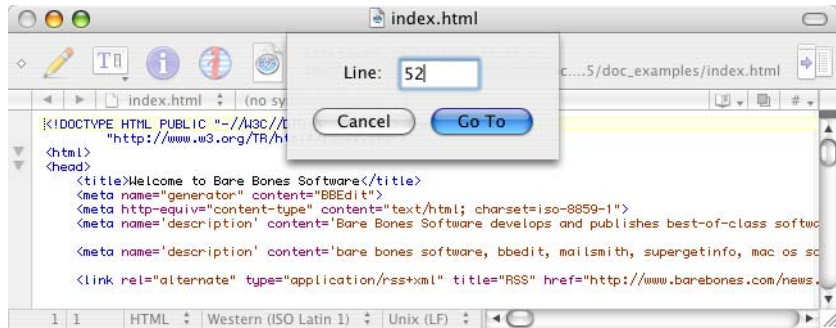 index.html
Line: 52
Cancel
Go To
T
c....5/doc_examples/index.html
index.html (no sy
#
<!DOCTYPE HTML PUBLIC "-//W3C//
"http://www.w3.org/TR/
<html>
<head>
<title>Welcome to Bare Bones Software</title>
<meta name="generator" content="BBEdit">
<meta http-equiv="content-type" content="text/html; charset=iso-8859-1">
<meta name='description' content='Bare Bones Software develops and publishes best-of-class softwa
<meta name='description' content='bare bones software, bbedit, mailsmith, supergetinfo, mac os so
<link rel="alternate" type="application/rss+xml" title="RSS" href="http://www.barebones.com/news.
1 1 HTML Western (ISO Latin 1) Unix (LF)